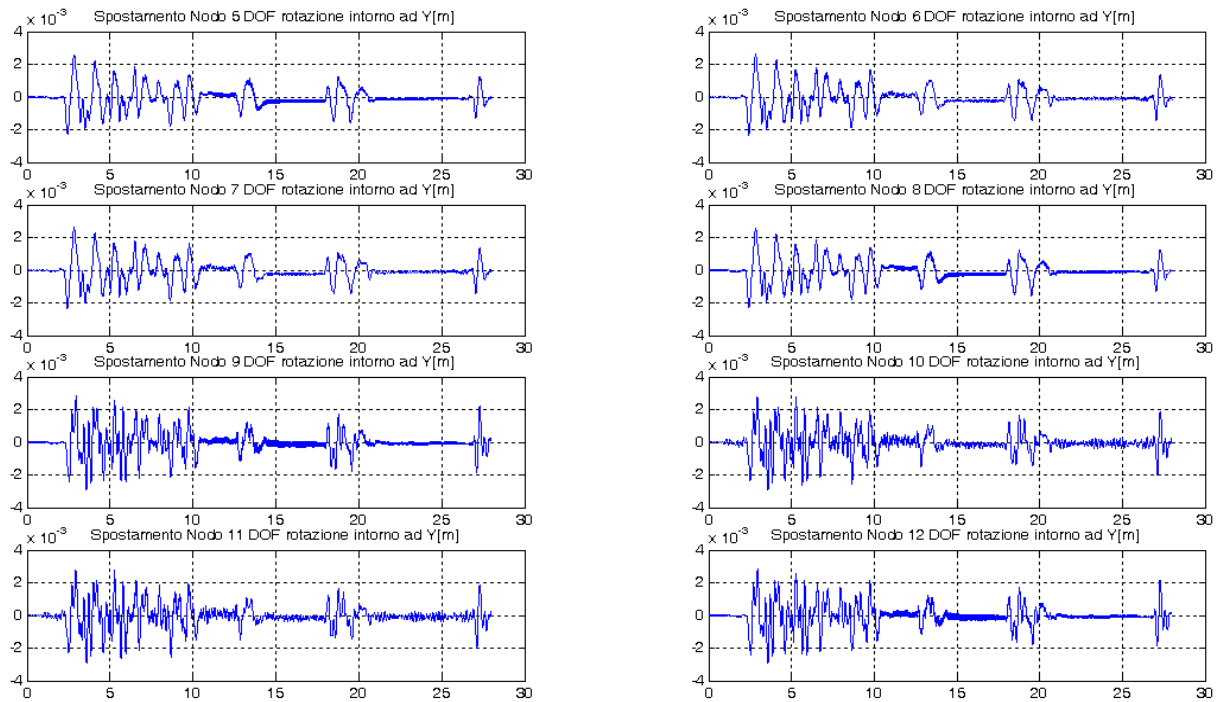 x 10⁻³ Spostamento Nodo 5 DOF rotazione intorno ad Y[m]
4
2
0
-2
-4
0 5 10 15 20 25 30
x 10⁻³ Spostamento Nodo 6 DOF rotazione intorno ad Y[m]
4
2
0
-2
-4
0 5 10 15 20 25 30
x 10⁻³ Spostamento Nodo 7 DOF rotazione intorno ad Y[m]
4
2
0
-2
-4
0 5 10 15 20 25 30
x 10⁻³ Spostamento Nodo 8 DOF rotazione intorno ad Y[m]
4
2
0
-2
-4
0 5 10 15 20 25 30
x 10⁻³ Spostamento Nodo 9 DOF rotazione intorno ad Y[m]
4
2
0
-2
-4
0 5 10 15 20 25 30
x 10⁻³ Spostamento Nodo 10 DOF rotazione intorno ad Y[m]
4
2
0
-2
-4
0 5 10 15 20 25 30
x 10⁻³ Spostamento Nodo 11 DOF rotazione intorno ad Y[m]
4
2
0
-2
-4
0 5 10 15 20 25 30
x 10⁻³ Spostamento Nodo 12 DOF rotazione intorno ad Y[m]
4
2
0
-2
-4
0 5 10 15 20 25 30